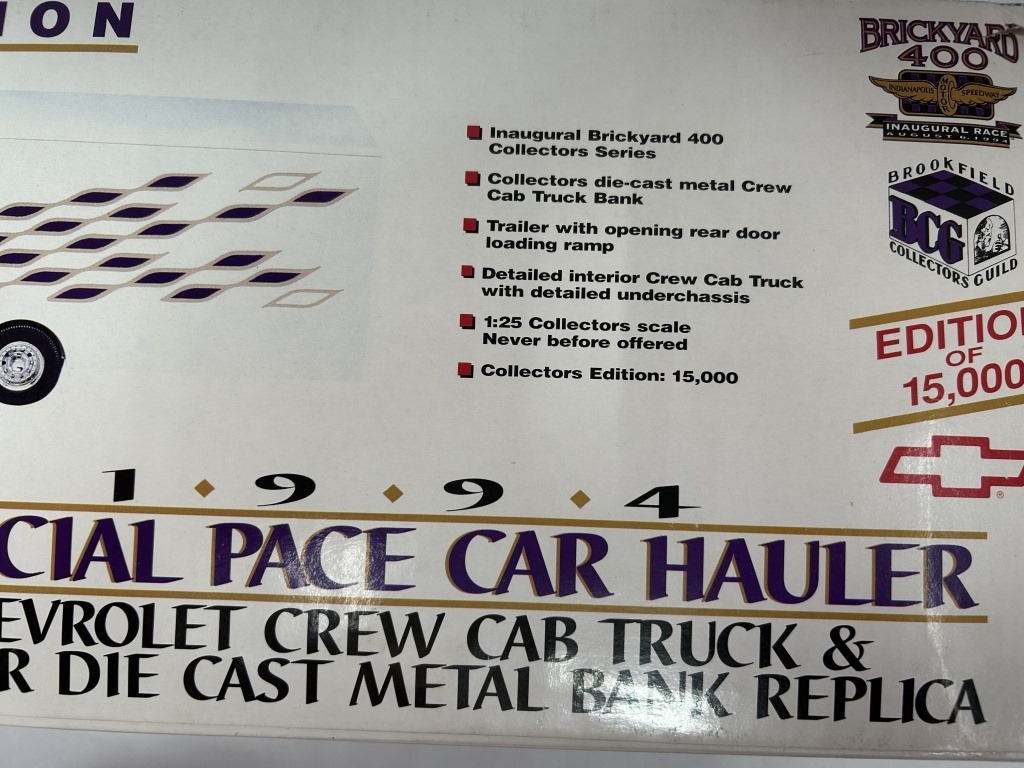 ION
BRICKYARD
400
INDIANAPOLIS MOTOR SPEEDWAY
INAUGURAL RACE
AUGUST 6, 1994
Inaugural Brickyard 400
Collectors Series
Collectors die-cast metal Crew
Cab Truck Bank
Trailer with opening rear door
loading ramp
Detailed interior Crew Cab Truck
with detailed underchassis
1:25 Collectors scale
Never before offered
Collectors Edition: 15,000
BROOKFIELD
BCG
COLLECTORS GUILD
EDITIO
OF
15,000
®
1 9 9 4
CIAL PACE CAR HAULER
EVROLET CREW CAB TRUCK &
R DIE CAST METAL BANK REPLICA